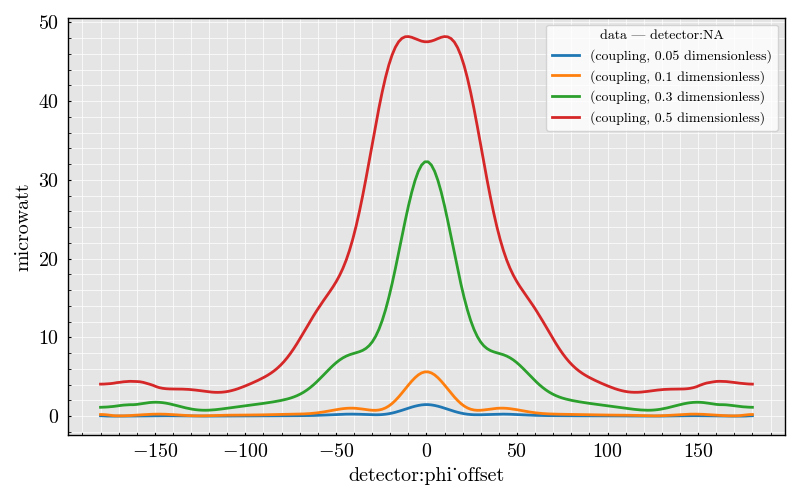 data — detector:NA
(coupling, 0.05 dimensionless)
(coupling, 0.1 dimensionless)
(coupling, 0.3 dimensionless)
(coupling, 0.5 dimensionless)
50
40
30
20
10
0
microwatt
−150 −100 −50 0 50 100 150
detector:phi˙offset